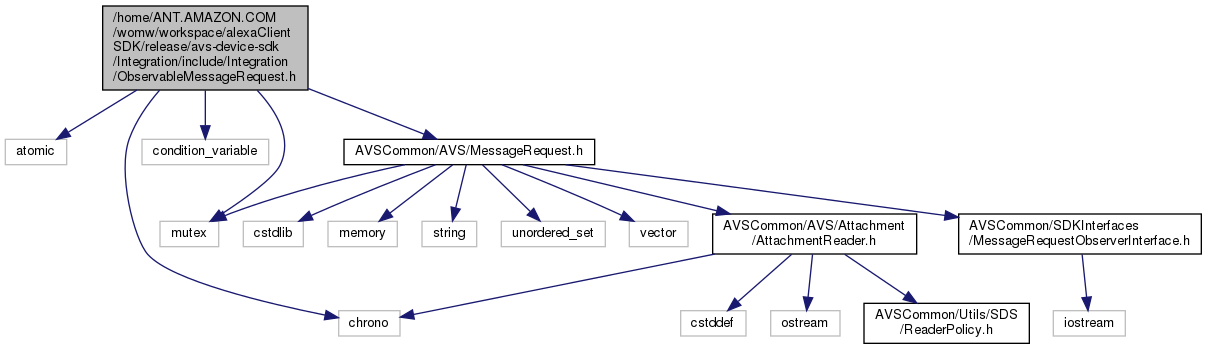 /home/ANT.AMAZON.COM
/womw/workspace/alexaClient
SDK/release/avs-device-sdk
/Integration/include/Integration
/ObservableMessageRequest.h
atomic
condition_variable
AVSCommon/AVS/MessageRequest.h
mutex
cstdlib
memory
string
unordered_set
vector
AVSCommon/AVS/Attachment
/AttachmentReader.h
AVSCommon/SDKInterfaces
/MessageRequestObserverInterface.h
chrono
cstddef
ostream
AVSCommon/Utils/SDS
/ReaderPolicy.h
iostream